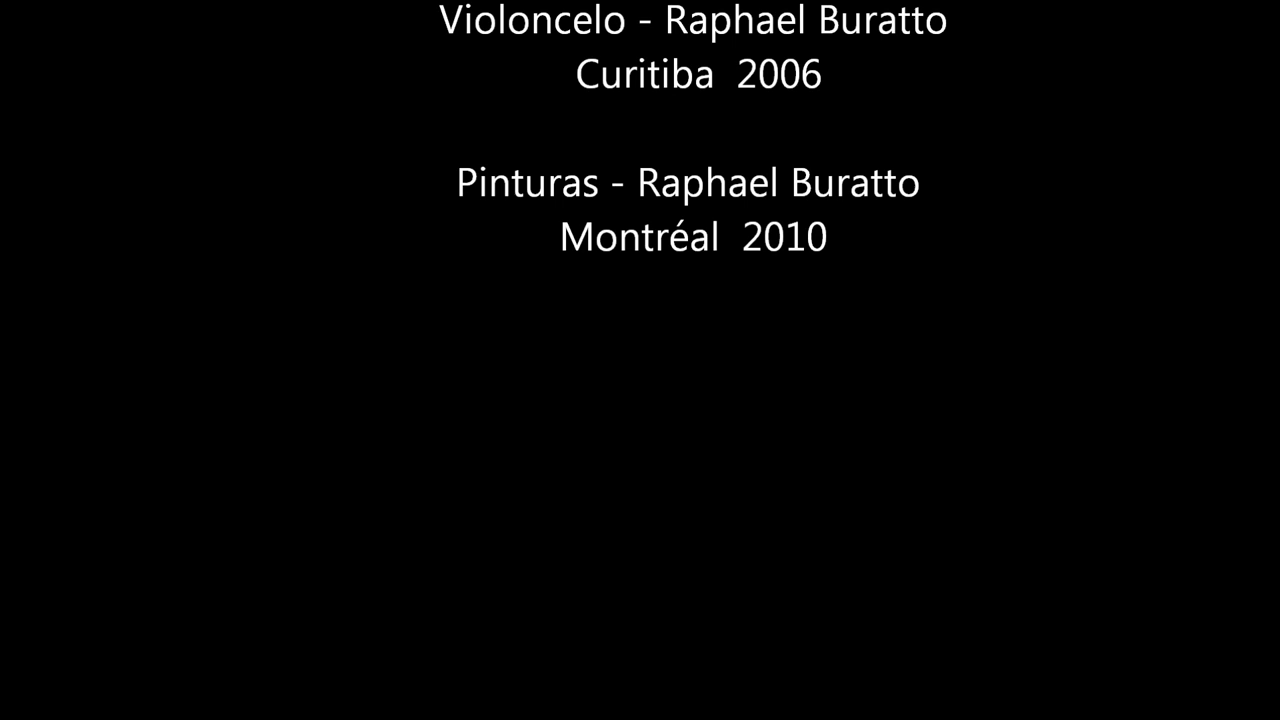 Violoncelo - Raphael Buratto
Curitiba  2006
Pinturas - Raphael Buratto
Montréal  2010